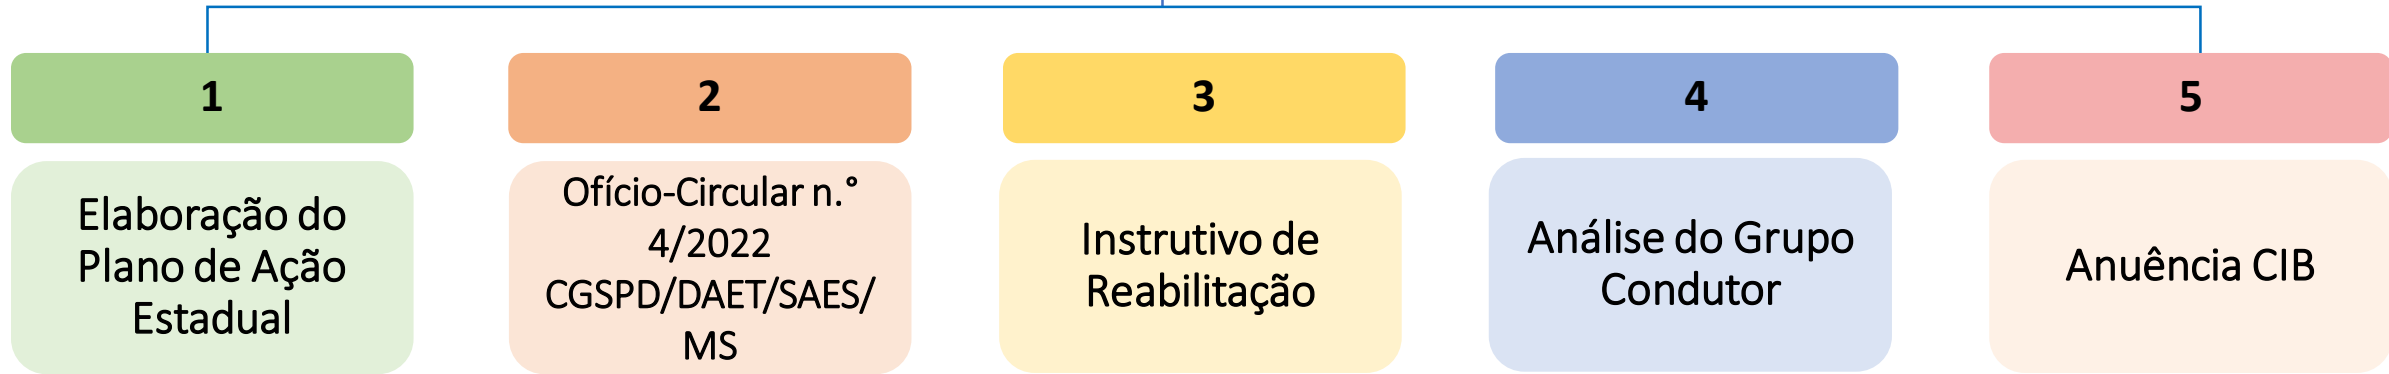 1
Elaboração do
Plano de Ação
Estadual
2
Ofício-Circular n.°
4/2022
CGSPD/DAET/SAES/
MS
3
Instrutivo de
Reabilitação
4
Análise do Grupo
Condutor
5
Anuência CIB